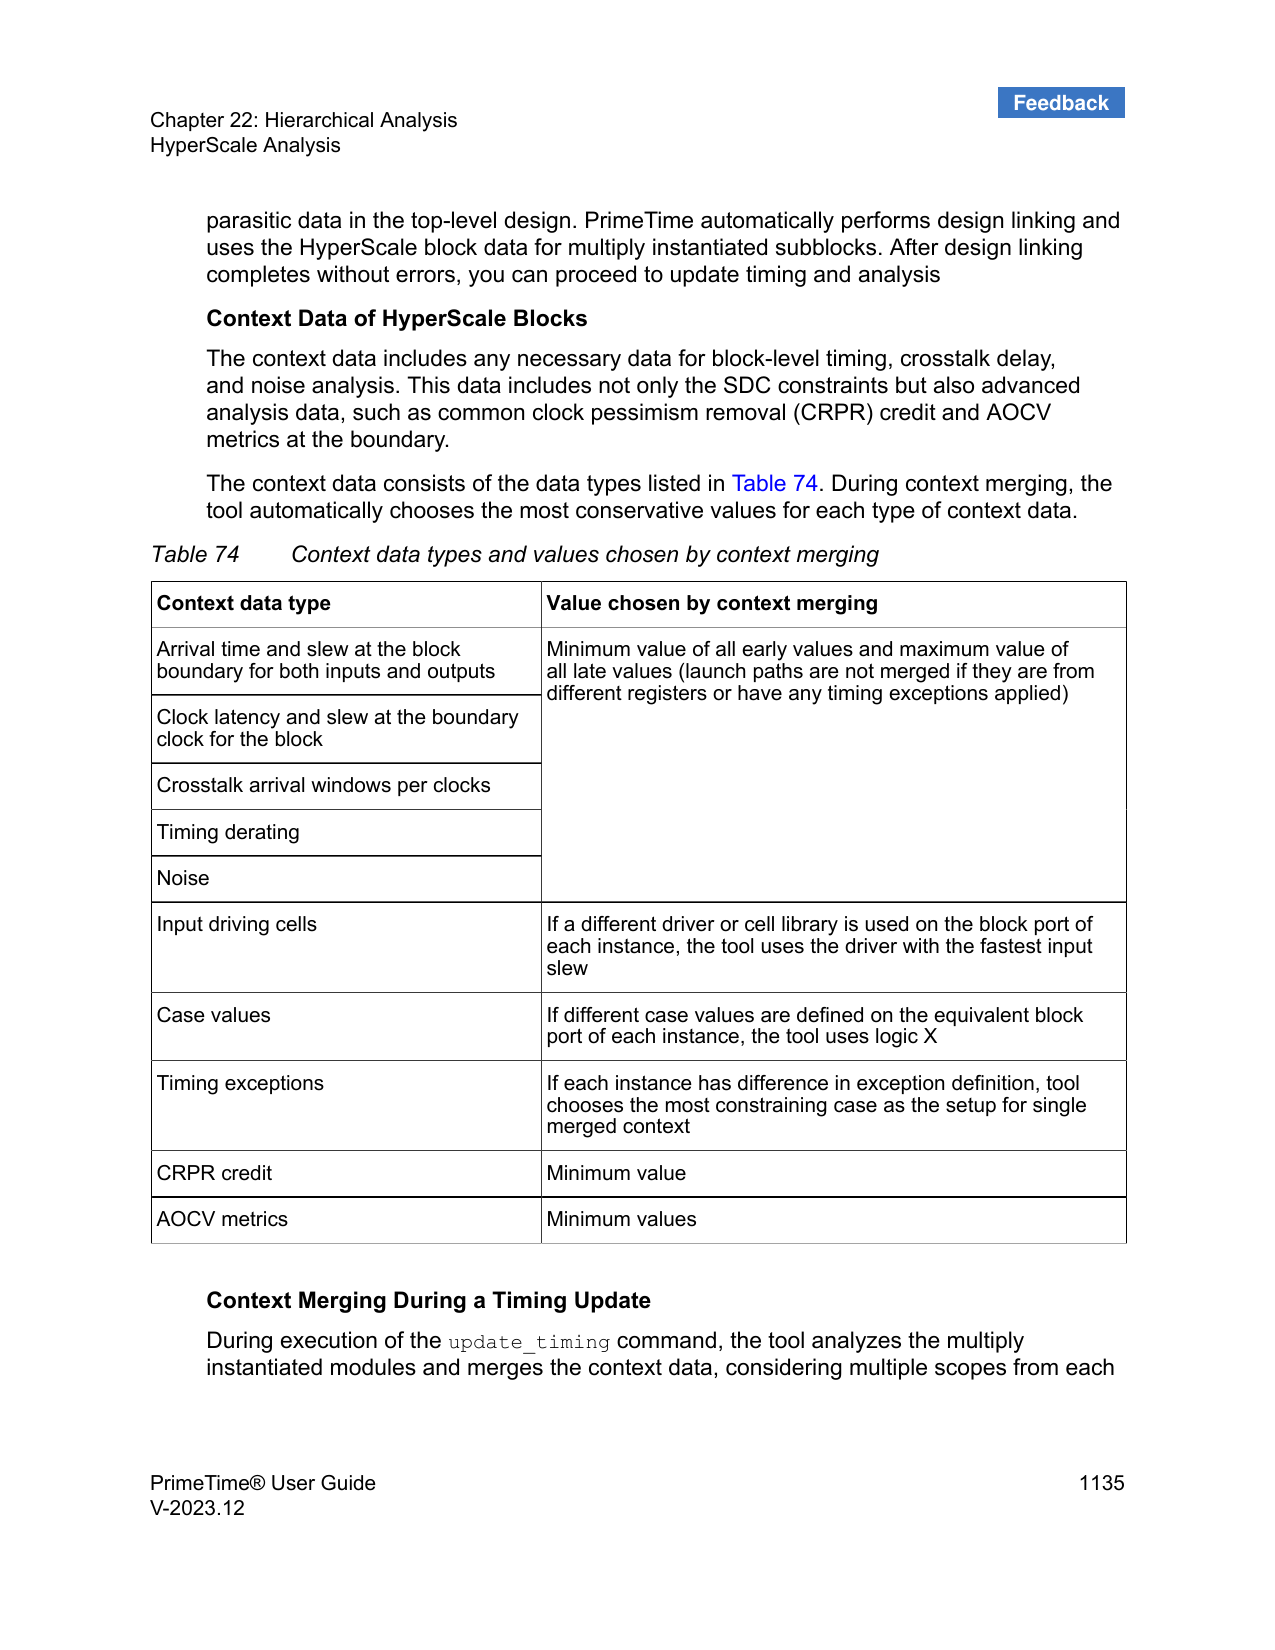 Feedback
Chapter 22: Hierarchical Analysis
HyperScale Analysis
parasitic data in the top-level design. PrimeTime automatically performs design linking and
uses the HyperScale block data for multiply instantiated subblocks. After design linking
completes without errors, you can proceed to update timing and analysis
Context Data of HyperScale Blocks
The context data includes any necessary data for block-level timing, crosstalk delay,
and noise analysis. This data includes not only the SDC constraints but also advanced
analysis data, such as common clock pessimism removal (CRPR) credit and AOCV
metrics at the boundary.
The context data consists of the data types listed in Table 74. During context merging, the
tool automatically chooses the most conservative values for each type of context data.
Table 74 Context data types and values chosen by context merging
Context data type Value chosen by context merging
Arrival time and slew at the block
boundary for both inputs and outputs
Minimum value of all early values and maximum value of
all late values (launch paths are not merged if they are from
different registers or have any timing exceptions applied)
Clock latency and slew at the boundary
clock for the block
Crosstalk arrival windows per clocks
Timing derating
Noise
Input driving cells
If a different driver or cell library is used on the block port of
each instance, the tool uses the driver with the fastest input
slew
Case values
If different case values are defined on the equivalent block
port of each instance, the tool uses logic X
Timing exceptions
If each instance has difference in exception definition, tool
chooses the most constraining case as the setup for single
merged context
CRPR credit Minimum value
AOCV metrics Minimum values
Context Merging During a Timing Update
During execution of the update_timing command, the tool analyzes the multiply
instantiated modules and merges the context data, considering multiple scopes from each
PrimeTime® User Guide 1135
V-2023.12